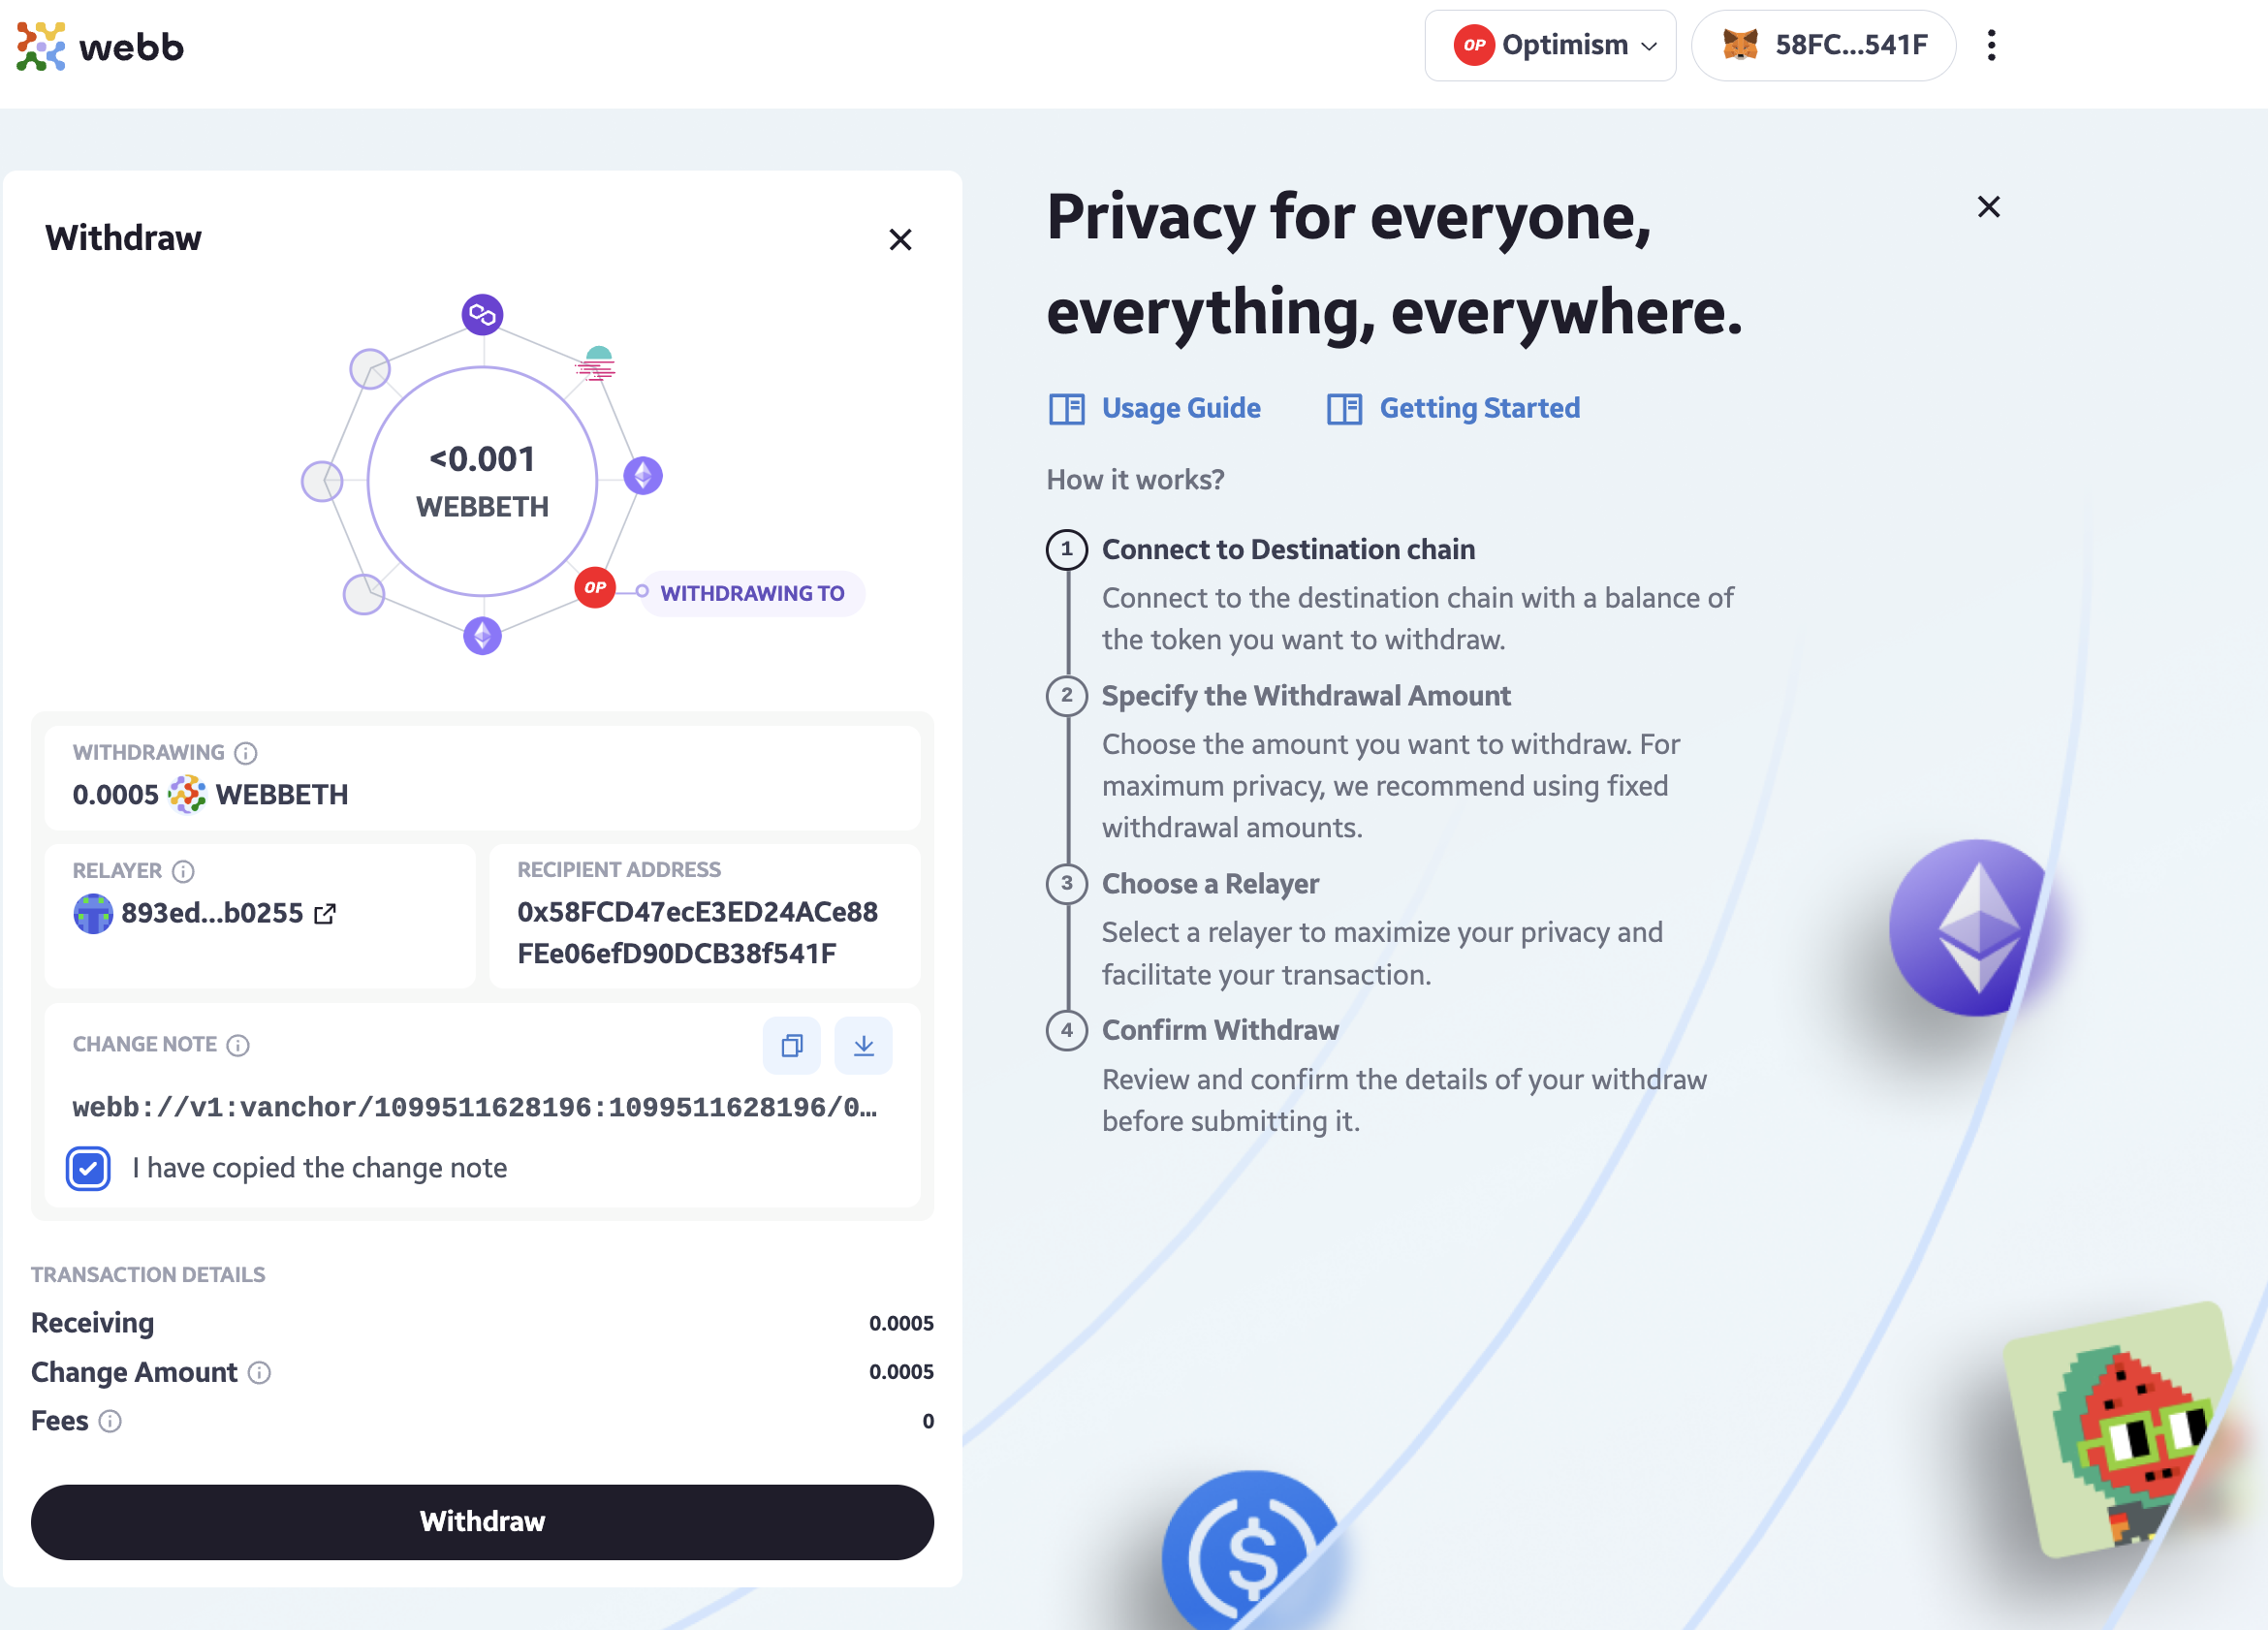 webb
OP Optimism
58FC...541F
Withdraw
<0.001
WEBBETH
OP
WITHDRAWING TO
WITHDRAWING
0.0005 WEBBETH
RELAYER
893ed...b0255
RECIPIENT ADDRESS
0x58FCD47ecE3ED24ACe88
FEe06efD90DCB38f541F
CHANGE NOTE
webb://v1:vanchor/1099511628196:1099511628196/0…
I have copied the change note
TRANSACTION DETAILS
Receiving 0.0005
Change Amount 0.0005
Fees 0
Withdraw
Privacy for everyone,
everything, everywhere.
Usage Guide
Getting Started
How it works?
1 Connect to Destination chain
Connect to the destination chain with a balance of
the token you want to withdraw.
2 Specify the Withdrawal Amount
Choose the amount you want to withdraw. For
maximum privacy, we recommend using fixed
withdrawal amounts.
3 Choose a Relayer
Select a relayer to maximize your privacy and
facilitate your transaction.
4 Confirm Withdraw
Review and confirm the details of your withdraw
before submitting it.